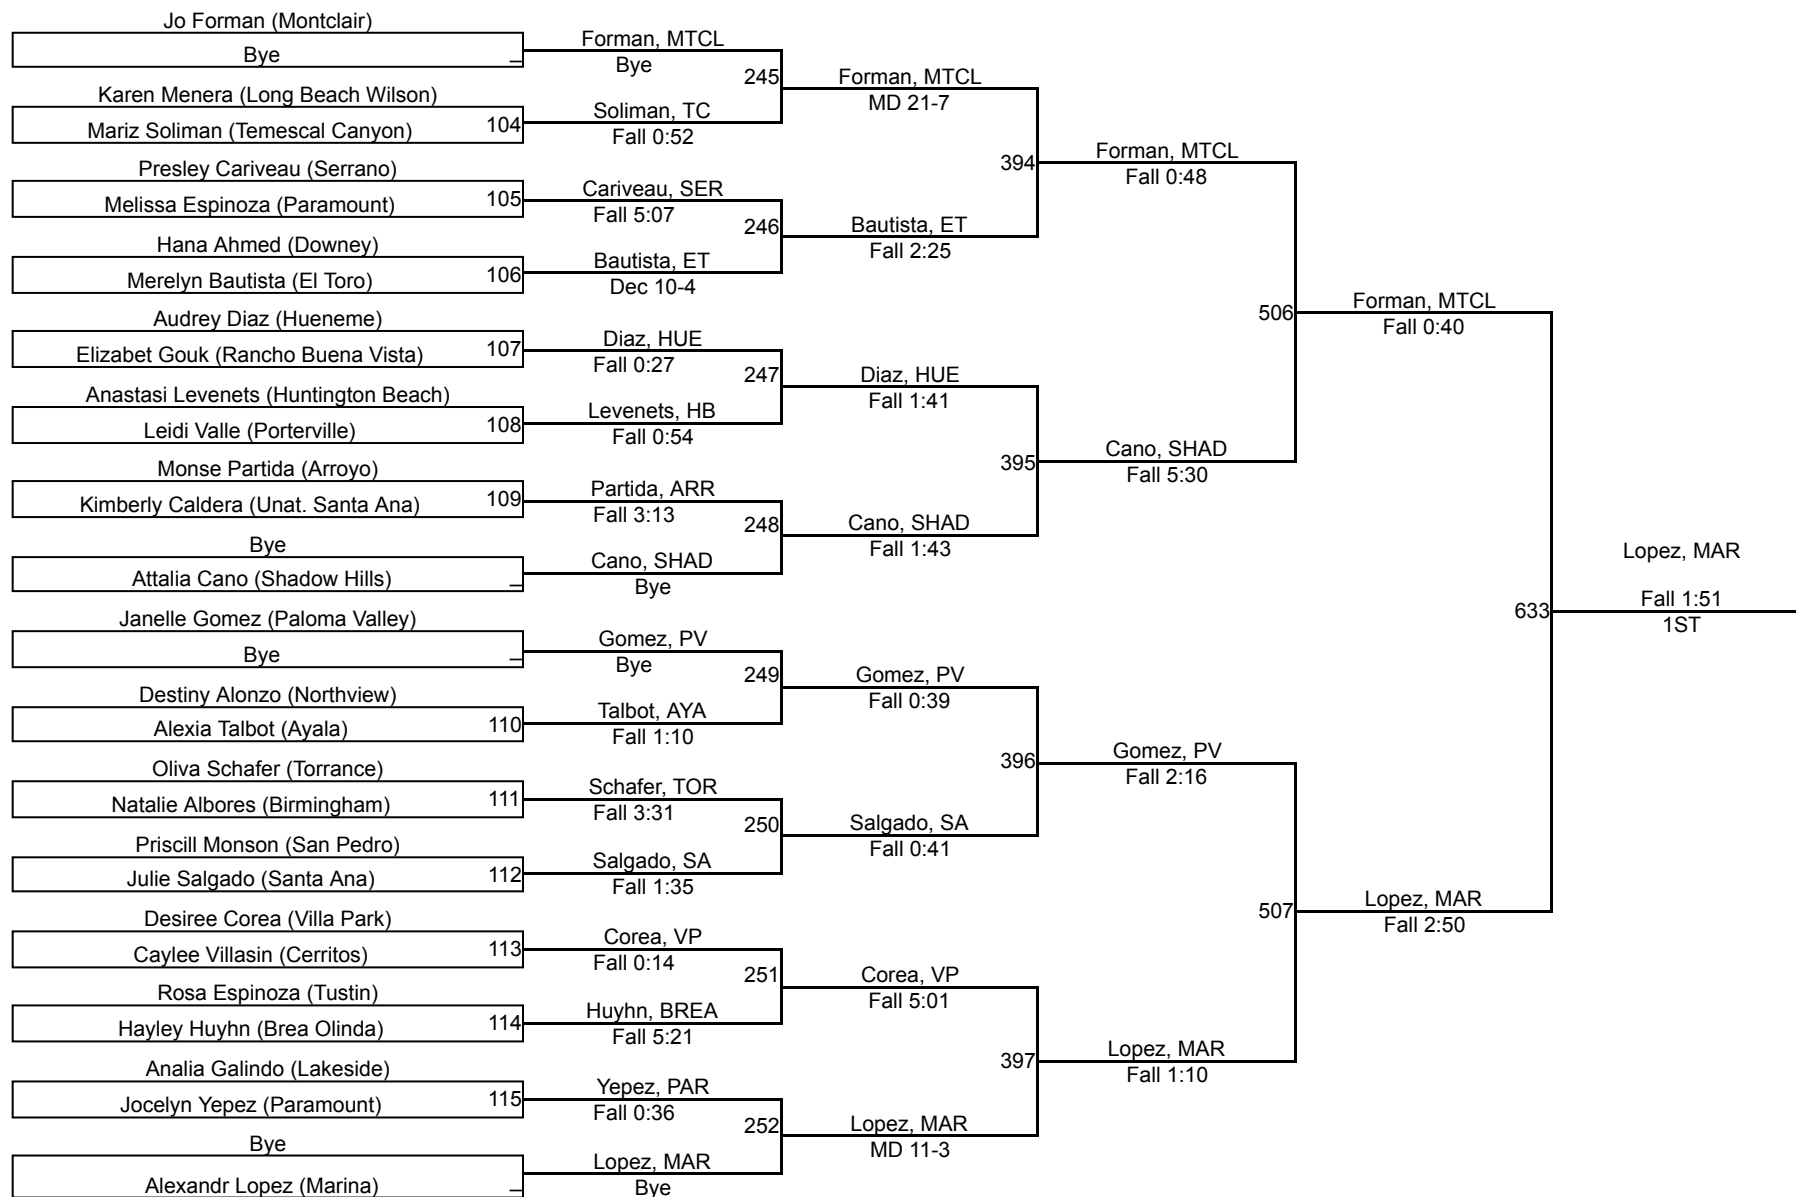 Jo Forman (Montclair)
Bye
Karen Menera (Long Beach Wilson)
Mariz Soliman (Temescal Canyon) 104
Presley Cariveau (Serrano)
Melissa Espinoza (Paramount) 105
Hana Ahmed (Downey)
Merelyn Bautista (El Toro) 106
Audrey Diaz (Hueneme)
Elizabet Gouk (Rancho Buena Vista) 107
Anastasi Levenets (Huntington Beach)
Leidi Valle (Porterville) 108
Monse Partida (Arroyo)
Kimberly Caldera (Unat. Santa Ana) 109
Bye
Attalia Cano (Shadow Hills)
Janelle Gomez (Paloma Valley)
Bye
Destiny Alonzo (Northview)
Alexia Talbot (Ayala) 110
Oliva Schafer (Torrance)
Natalie Albores (Birmingham) 111
Priscill Monson (San Pedro)
Julie Salgado (Santa Ana) 112
Desiree Corea (Villa Park)
Caylee Villasin (Cerritos) 113
Rosa Espinoza (Tustin)
Hayley Huyhn (Brea Olinda) 114
Analia Galindo (Lakeside)
Jocelyn Yepez (Paramount) 115
Bye
Alexandr Lopez (Marina)
Forman, MTCL
Bye
245
Soliman, TC
Fall 0:52
Cariveau, SER
Fall 5:07
246
Bautista, ET
Dec 10-4
Diaz, HUE
Fall 0:27
247
Levenets, HB
Fall 0:54
Partida, ARR
Fall 3:13
248
Cano, SHAD
Bye
Gomez, PV
Bye
249
Talbot, AYA
Fall 1:10
Schafer, TOR
Fall 3:31
250
Salgado, SA
Fall 1:35
Corea, VP
Fall 0:14
251
Huyhn, BREA
Fall 5:21
Yepez, PAR
Fall 0:36
252
Lopez, MAR
Bye
Forman, MTCL
MD 21-7
394
Bautista, ET
Fall 2:25
Diaz, HUE
Fall 1:41
395
Cano, SHAD
Fall 1:43
Gomez, PV
Fall 0:39
396
Salgado, SA
Fall 0:41
Corea, VP
Fall 5:01
397
Lopez, MAR
MD 11-3
Forman, MTCL
Fall 0:48
506
Cano, SHAD
Fall 5:30
Gomez, PV
Fall 2:16
507
Lopez, MAR
Fall 1:10
Forman, MTCL
Fall 0:40
633
Lopez, MAR
Fall 2:50
Lopez, MAR
Fall 1:51
1ST